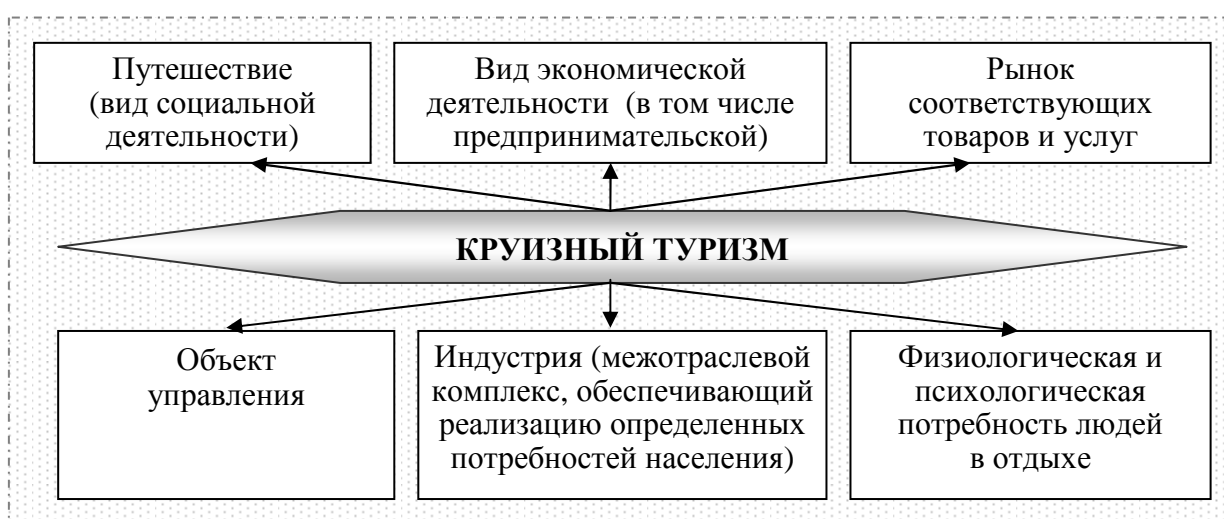 Путешествие
(вид социальной
деятельности)
Вид экономической
деятельности (в том числе
предпринимательской)
Рынок
соответствующих
товаров и услуг
КРУИЗНЫЙ ТУРИЗМ
Объект
управления
Индустрия (межотраслевой
комплекс, обеспечивающий
реализацию определенных
потребностей населения)
Физиологическая и
психологическая
потребность людей
в отдыхе